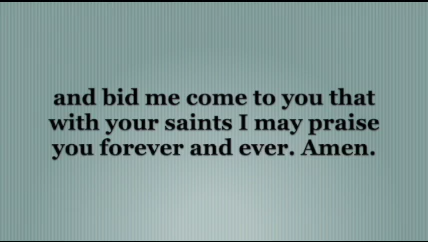 and bid me come to you that
with your saints I may praise
you forever and ever. Amen.